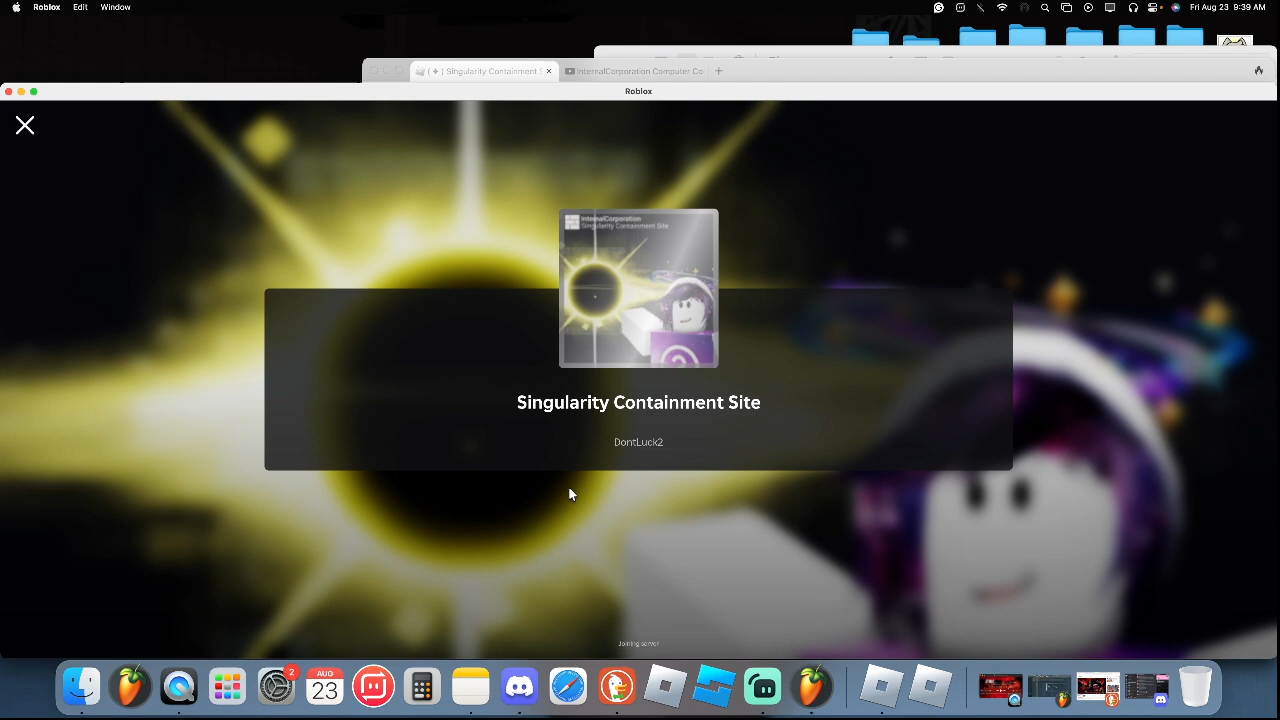 Roblox Edit Window
Fri Aug 23 9:39 AM
( ✦ ) Singularity Containment S
InternalCorporation Computer Co
Roblox
InternalCorporation
Singularity Containment Site
Singularity Containment Site
DontLuck2
Joining server
2
AUG
23